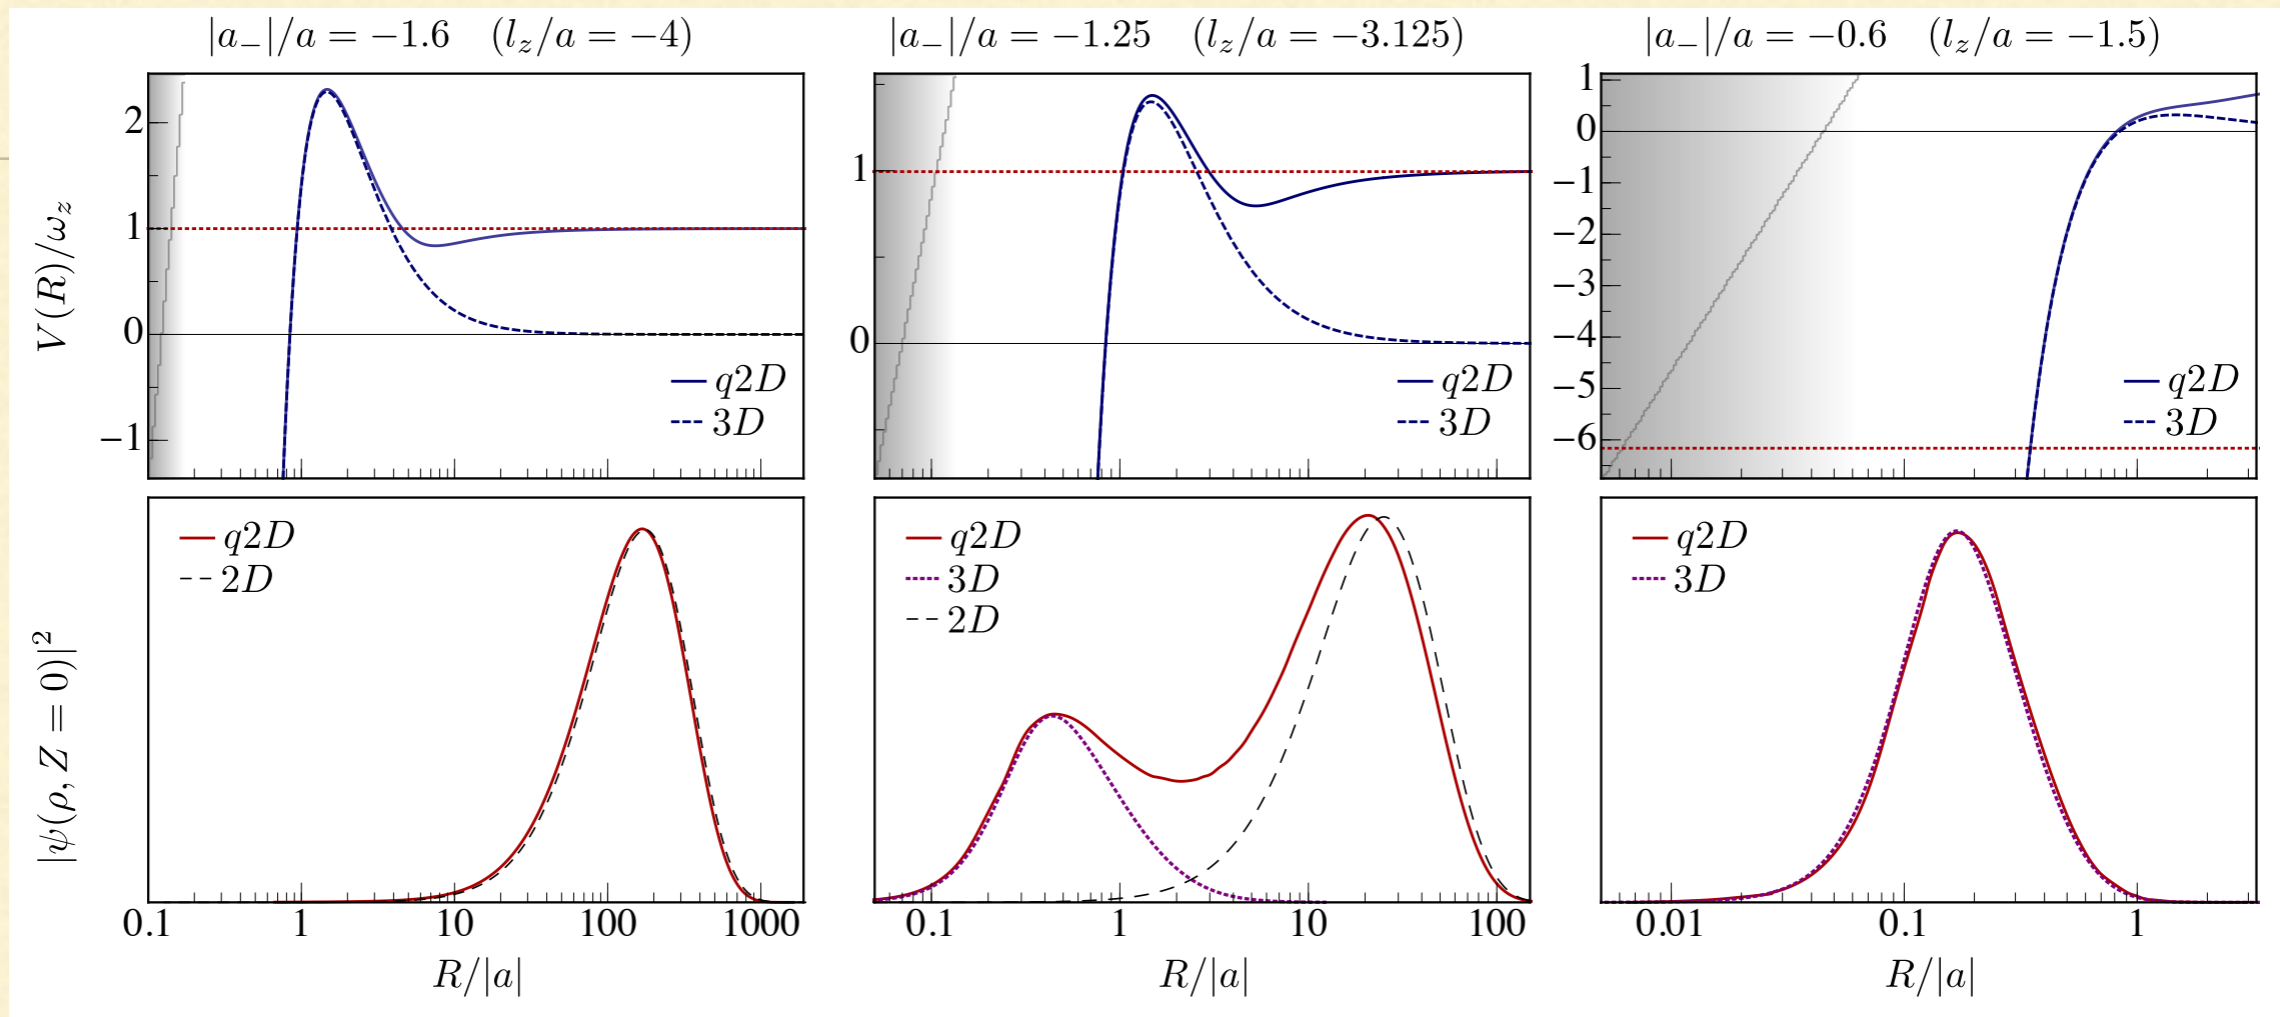 |a₋|/a = −1.6 (l_z/a = −4)
|a₋|/a = −1.25 (l_z/a = −3.125)
|a₋|/a = −0.6 (l_z/a = −1.5)
V(R)/ω_z
2
1
0
−1
q2D
3D
1
0
q2D
3D
1
0
−1
−2
−3
−4
−5
−6
q2D
3D
|ψ(ρ, Z = 0)|²
q2D
2D
q2D
3D
2D
q2D
3D
0.1 1 10 100 1000
0.1 1 10 100
0.01 0.1 1
R/|a|
R/|a|
R/|a|